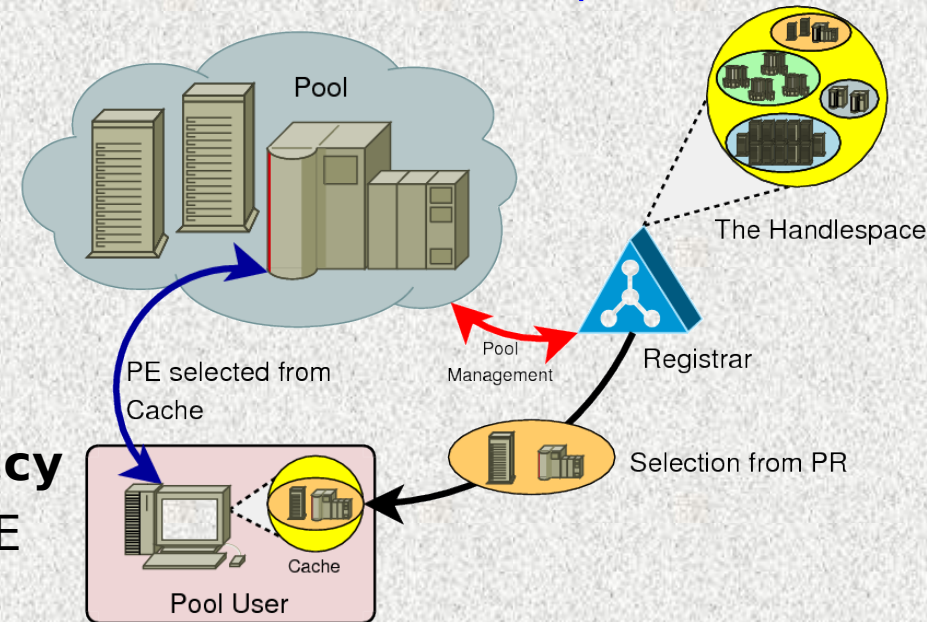 Pool
The Handlespace
Pool
Management
Registrar
PE selected from
Cache
Selection from PR
cy
E
Cache
Pool User